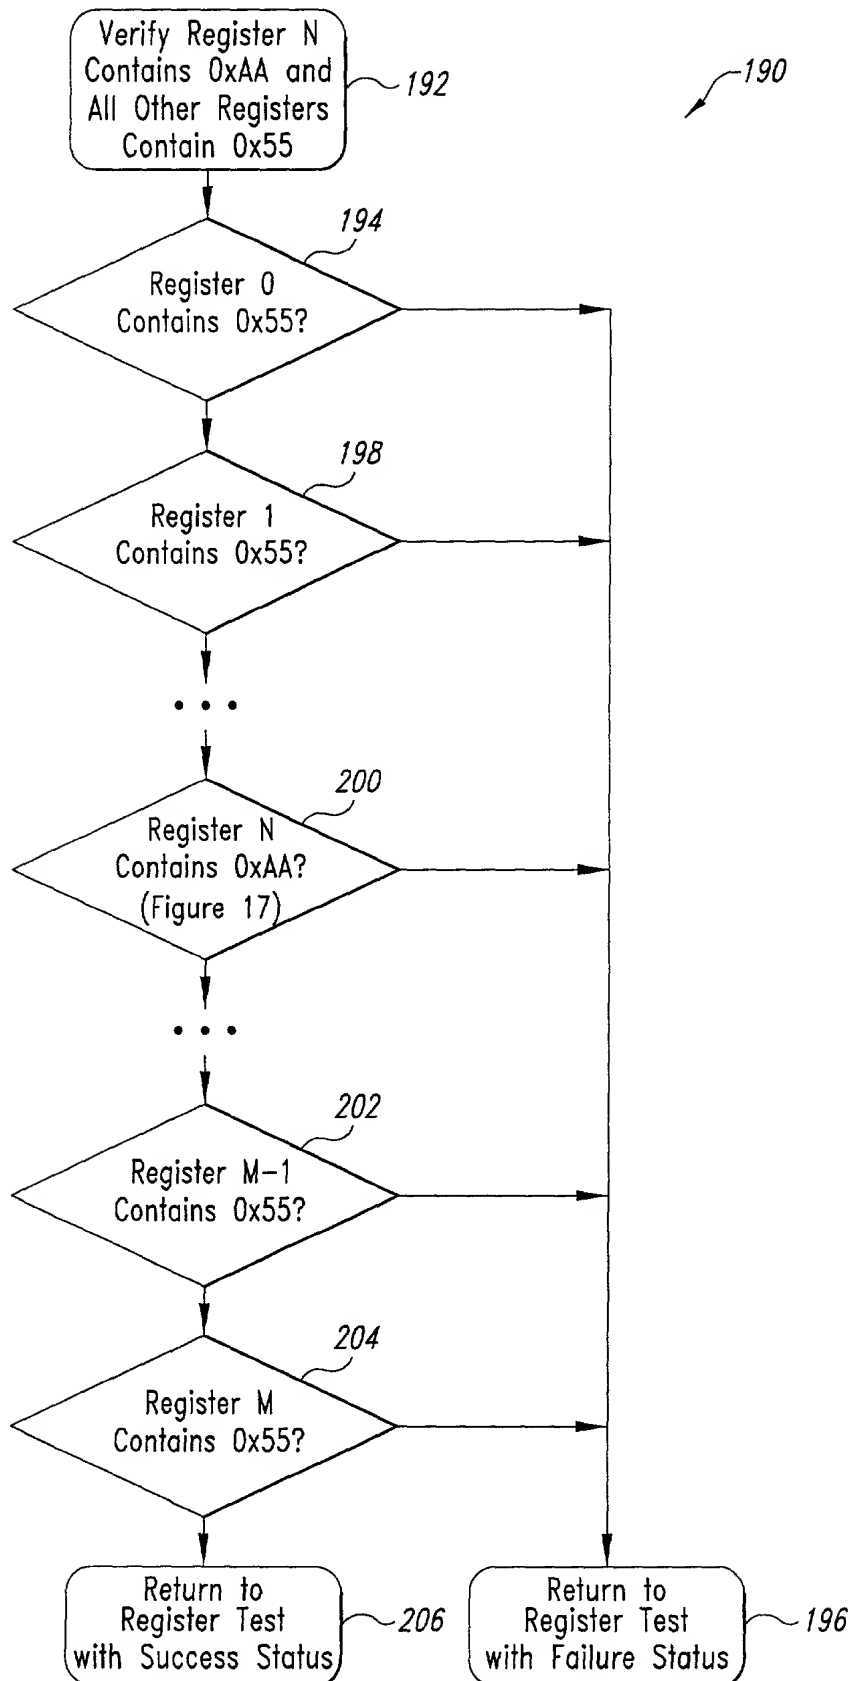 Verify Register N
Contains 0xAA and
All Other Registers
Contain 0x55
192
190
194
Register 0
Contains 0x55?
198
Register 1
Contains 0x55?
• • •
200
Register N
Contains 0xAA?
(Figure 17)
• • •
202
Register M-1
Contains 0x55?
204
Register M
Contains 0x55?
Return to
Register Test
with Success Status
206
Return to
Register Test
with Failure Status
196